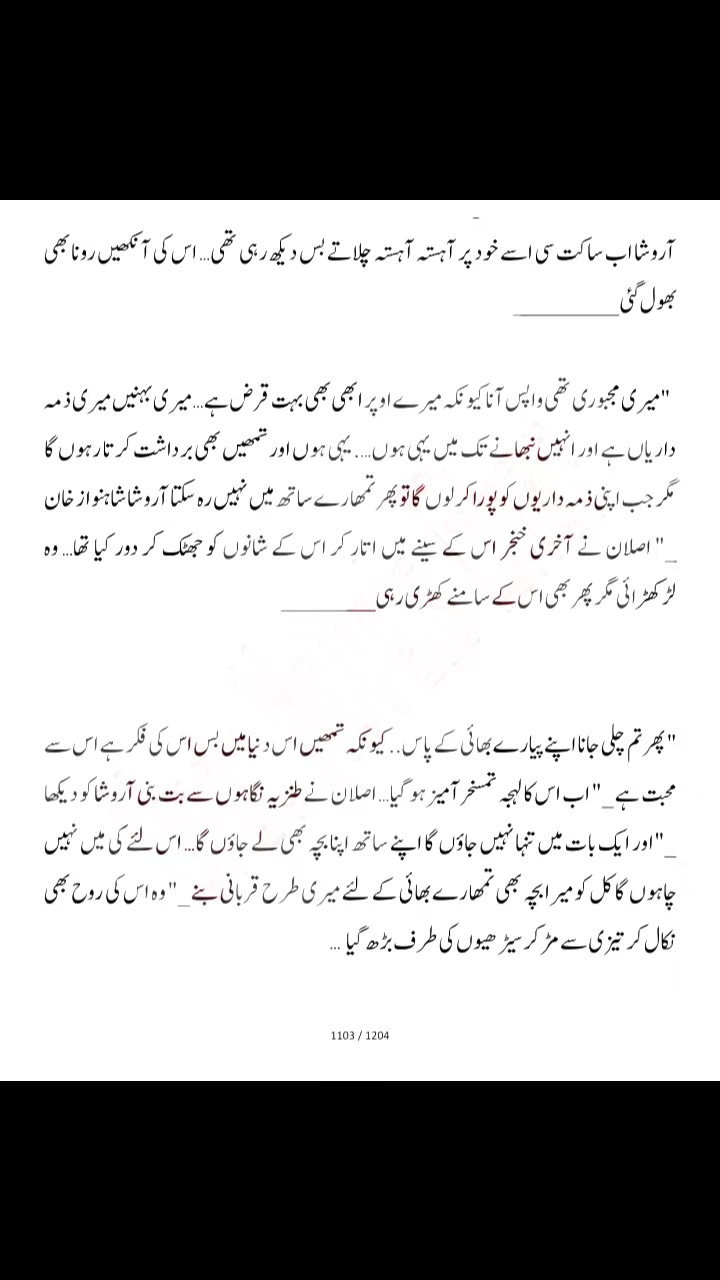 آروشا اب ساکت سی اسے خود پر آہستہ آہستہ چلاتے بس دیکھ رہی تھی... اس کی آنکھیں رونا بھی
بھول گئی__________
"میری مجبوری تھی واپس آنا کیونکہ میرے اوپر ابھی بھی بہت قرض ہے... میری بہنیں میری ذمہ
داریاں ہے اور انہیں نبھانے تک میں یہی ہوں.... یہی ہوں اور تمھیں بھی برداشت کرتا رہوں گا
مگر جب اپنی ذمہ داریوں کو پورا کر لوں گا تو پھر تمھارے ساتھ میں نہیں رہ سکتا آروشا شاہنواز خان
_" اصلان نے آخری خنجر اس کے سینے میں اتار کر اس کے شانوں کو جھٹک کر دور کیا تھا... وہ
لڑکھڑائی مگر پھر بھی اس کے سامنے کھڑی رہی_________
"پھر تم چلی جانا اپنے پیارے بھائی کے پاس.. کیونکہ تمھیں اس دنیا میں بس اس کی فکر ہے اس سے
محبت ہے_" اب اس کا لہجہ تمسخر آمیز ہو گیا... اصلان نے طنزیہ نگاہوں سے بت بنی آروشا کو دیکھا
_"اور ایک بات میں تنہا نہیں جاؤں گا اپنے ساتھ اپنا بچہ بھی لے جاؤں گا... اس لئے کی میں نہیں
چاہوں گا کل کو میرا بچہ بھی تمھارے بھائی کے لئے میری طرح قربانی بنے_" وہ اس کی روح بھی
نکال کر تیزی سے مڑ کر سیڑھیوں کی طرف بڑھ گیا ...
1103 / 1204